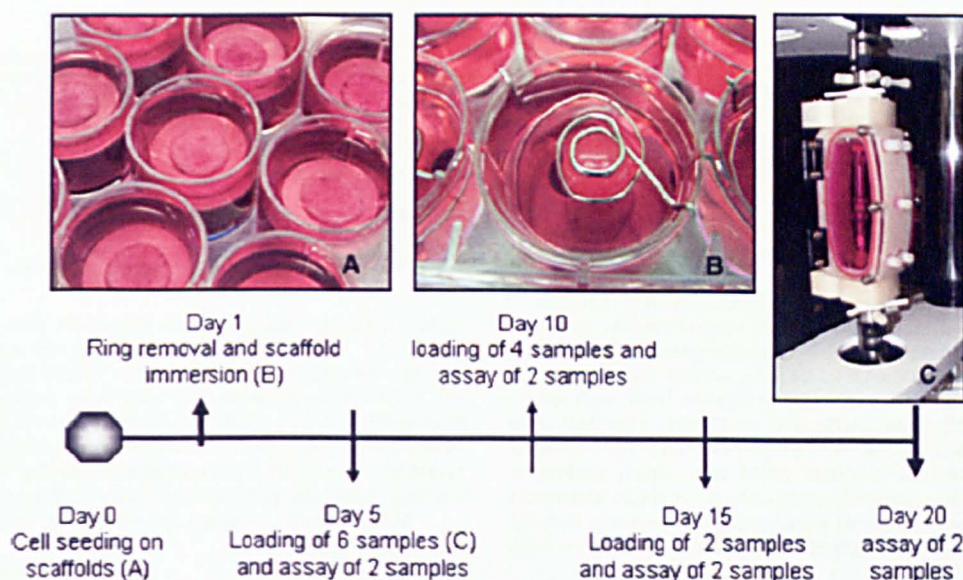 A
B
C
Day 1
Ring removal and scaffold
immersion (B)
Day 10
loading of 4 samples and
assay of 2 samples
Day 0
Cell seeding on
scaffolds (A)
Day 5
Loading of 6 samples (C)
and assay of 2 samples
Day 15
Loading of 2 samples
and assay of 2 samples
Day 20
assay of 2
samples